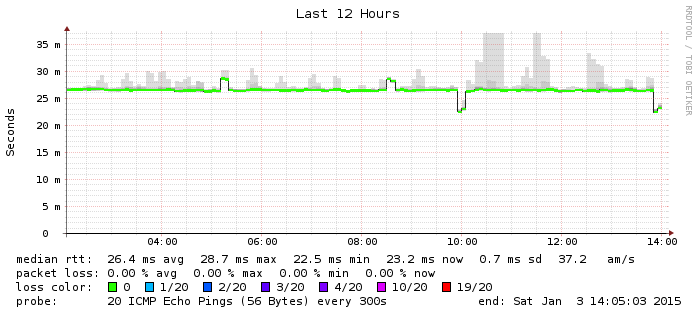 Last 12 Hours
RRDTOOL / TOBI OETIKER
Seconds
35 m
30 m
25 m
20 m
15 m
10 m
5 m
0
04:00 06:00 08:00 10:00 12:00 14:00
median rtt: 26.4 ms avg 28.7 ms max 22.5 ms min 23.2 ms now 0.7 ms sd 37.2 am/s
packet loss: 0.00 % avg 0.00 % max 0.00 % min 0.00 % now
loss color: 0 1/20 2/20 3/20 4/20 10/20 19/20
probe: 20 ICMP Echo Pings (56 Bytes) every 300s end: Sat Jan 3 14:05:03 2015